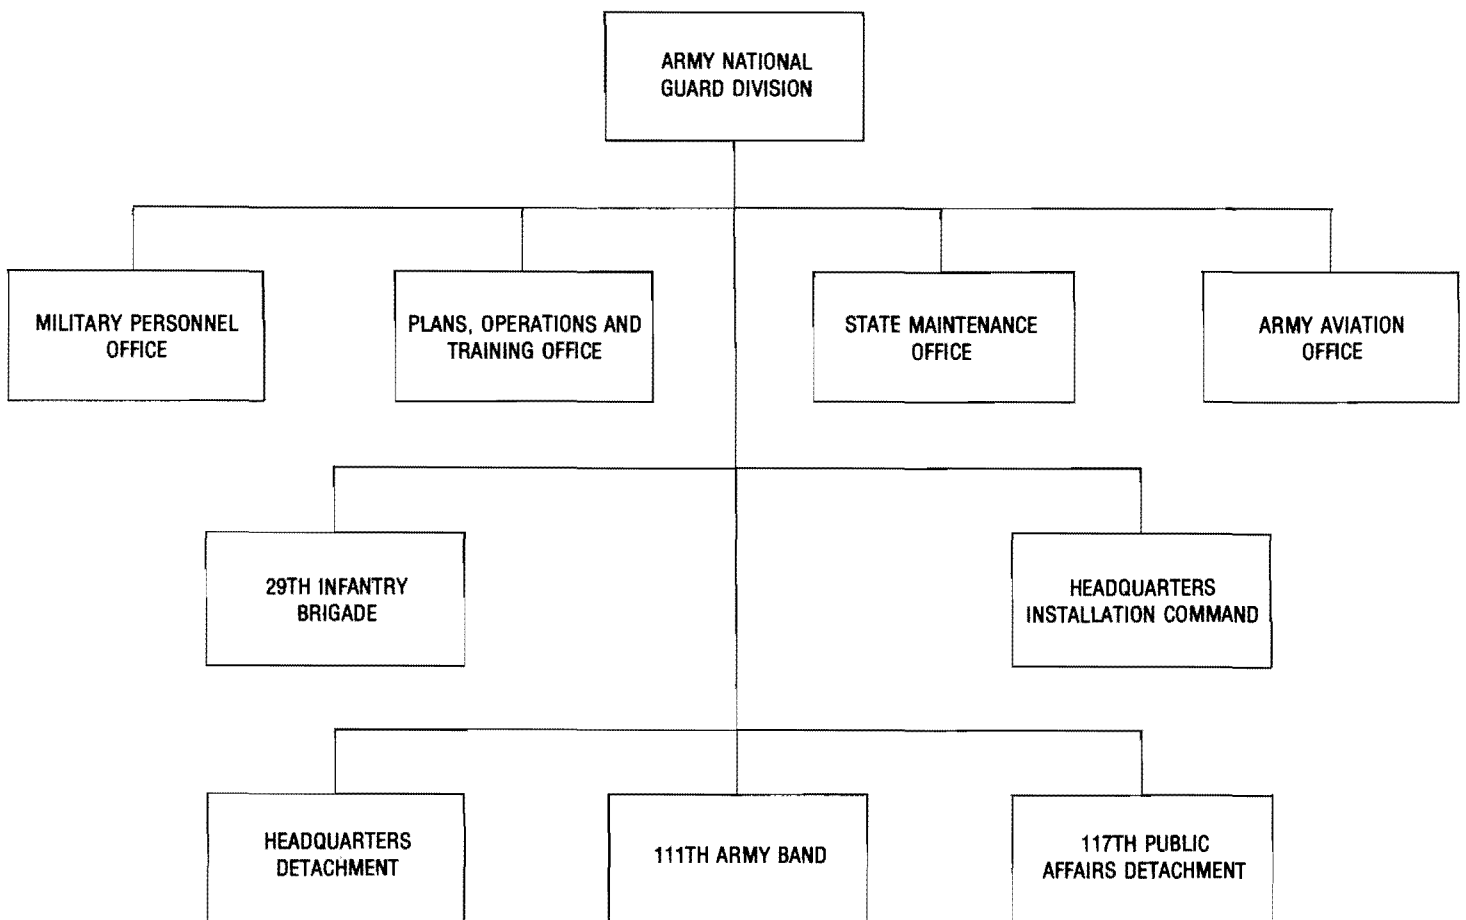 ARMY NATIONAL
GUARD DIVISION
MILITARY PERSONNEL
OFFICE
PLANS, OPERATIONS AND
TRAINING OFFICE
STATE MAINTENANCE
OFFICE
ARMY AVIATION
OFFICE
29TH INFANTRY
BRIGADE
HEADQUARTERS
INSTALLATION COMMAND
HEADQUARTERS
DETACHMENT
111TH ARMY BAND
117TH PUBLIC
AFFAIRS DETACHMENT